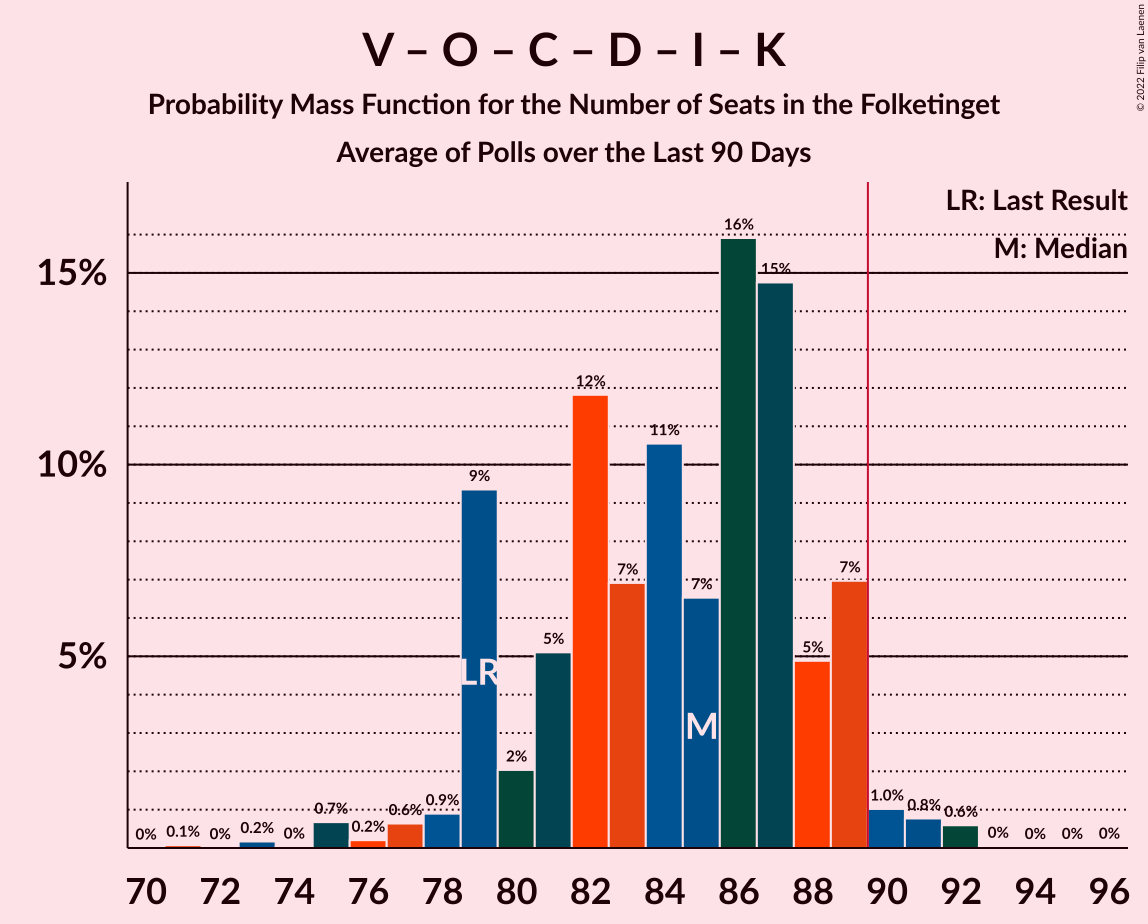 V – O – C – D – I – K
Probability Mass Function for the Number of Seats in the Folketinget
Average of Polls over the Last 90 Days
© 2022 Filip van Laenen
LR: Last Result
M: Median
15%
10%
5%
0% 0.1% 0% 0.2% 0% 0.7% 0.2% 0.6% 0.9% 9% 2% 5% 12% 7% 11% 7% 16% 15% 5% 7% 1.0% 0.8% 0.6% 0% 0% 0% 0%
LR
M
70 72 74 76 78 80 82 84 86 88 90 92 94 96